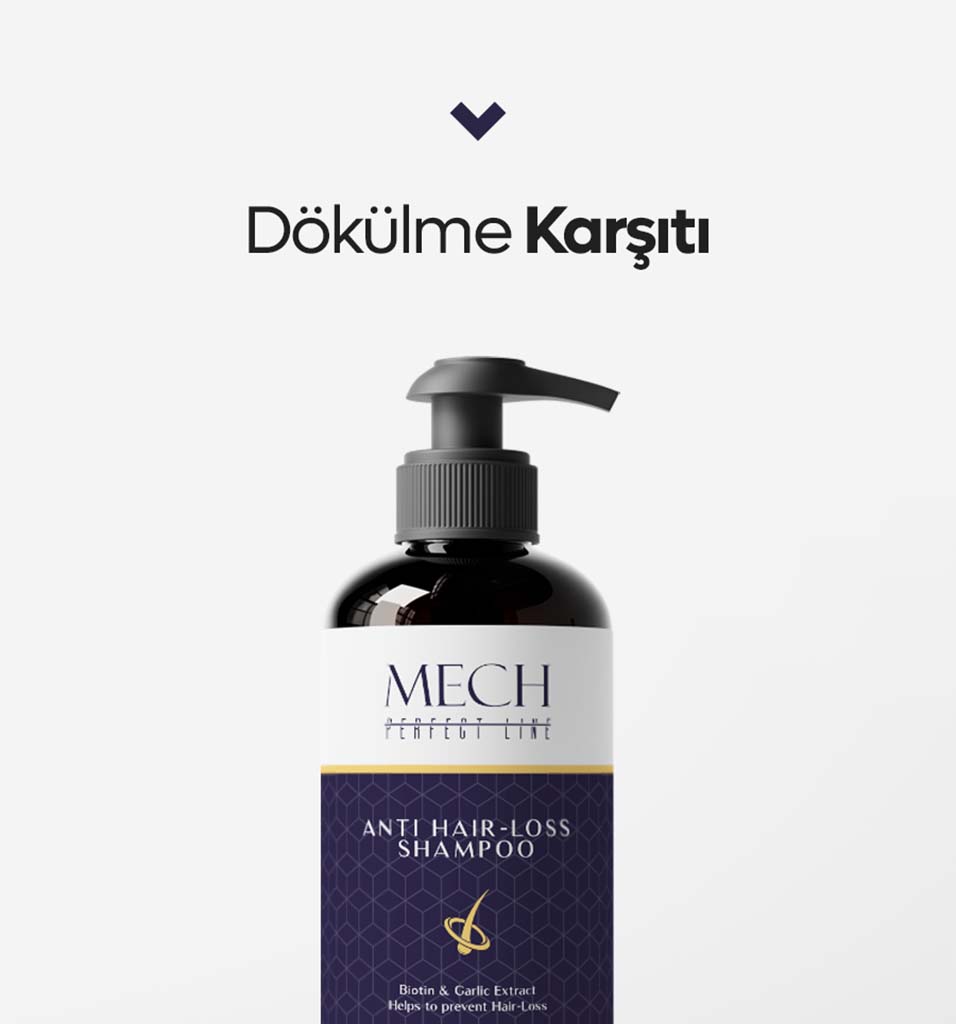 Dökülme Karşıtı
MECH
PERFECT LINE
ANTI HAIR-LOSS
SHAMPOO
Biotin & Garlic Extract
Helps to prevent Hair-Loss